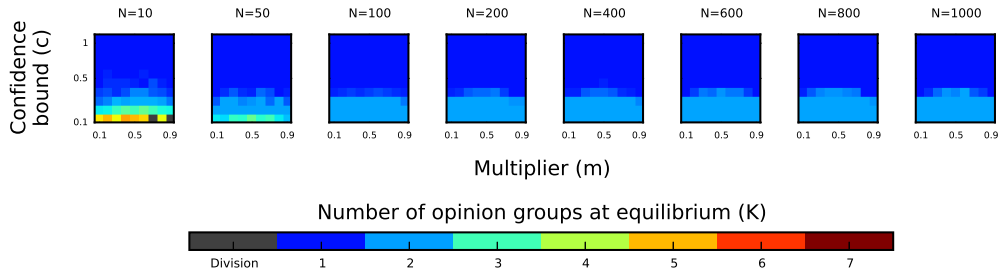 N=10 N=50 N=100 N=200 N=400 N=600 N=800 N=1000
Confidence
bound (c)
1
0.5
0.1
0.1 0.5 0.9 0.1 0.5 0.9 0.1 0.5 0.9 0.1 0.5 0.9 0.1 0.5 0.9 0.1 0.5 0.9 0.1 0.5 0.9 0.1 0.5 0.9
Multiplier (m)
Number of opinion groups at equilibrium (K)
Division 1 2 3 4 5 6 7